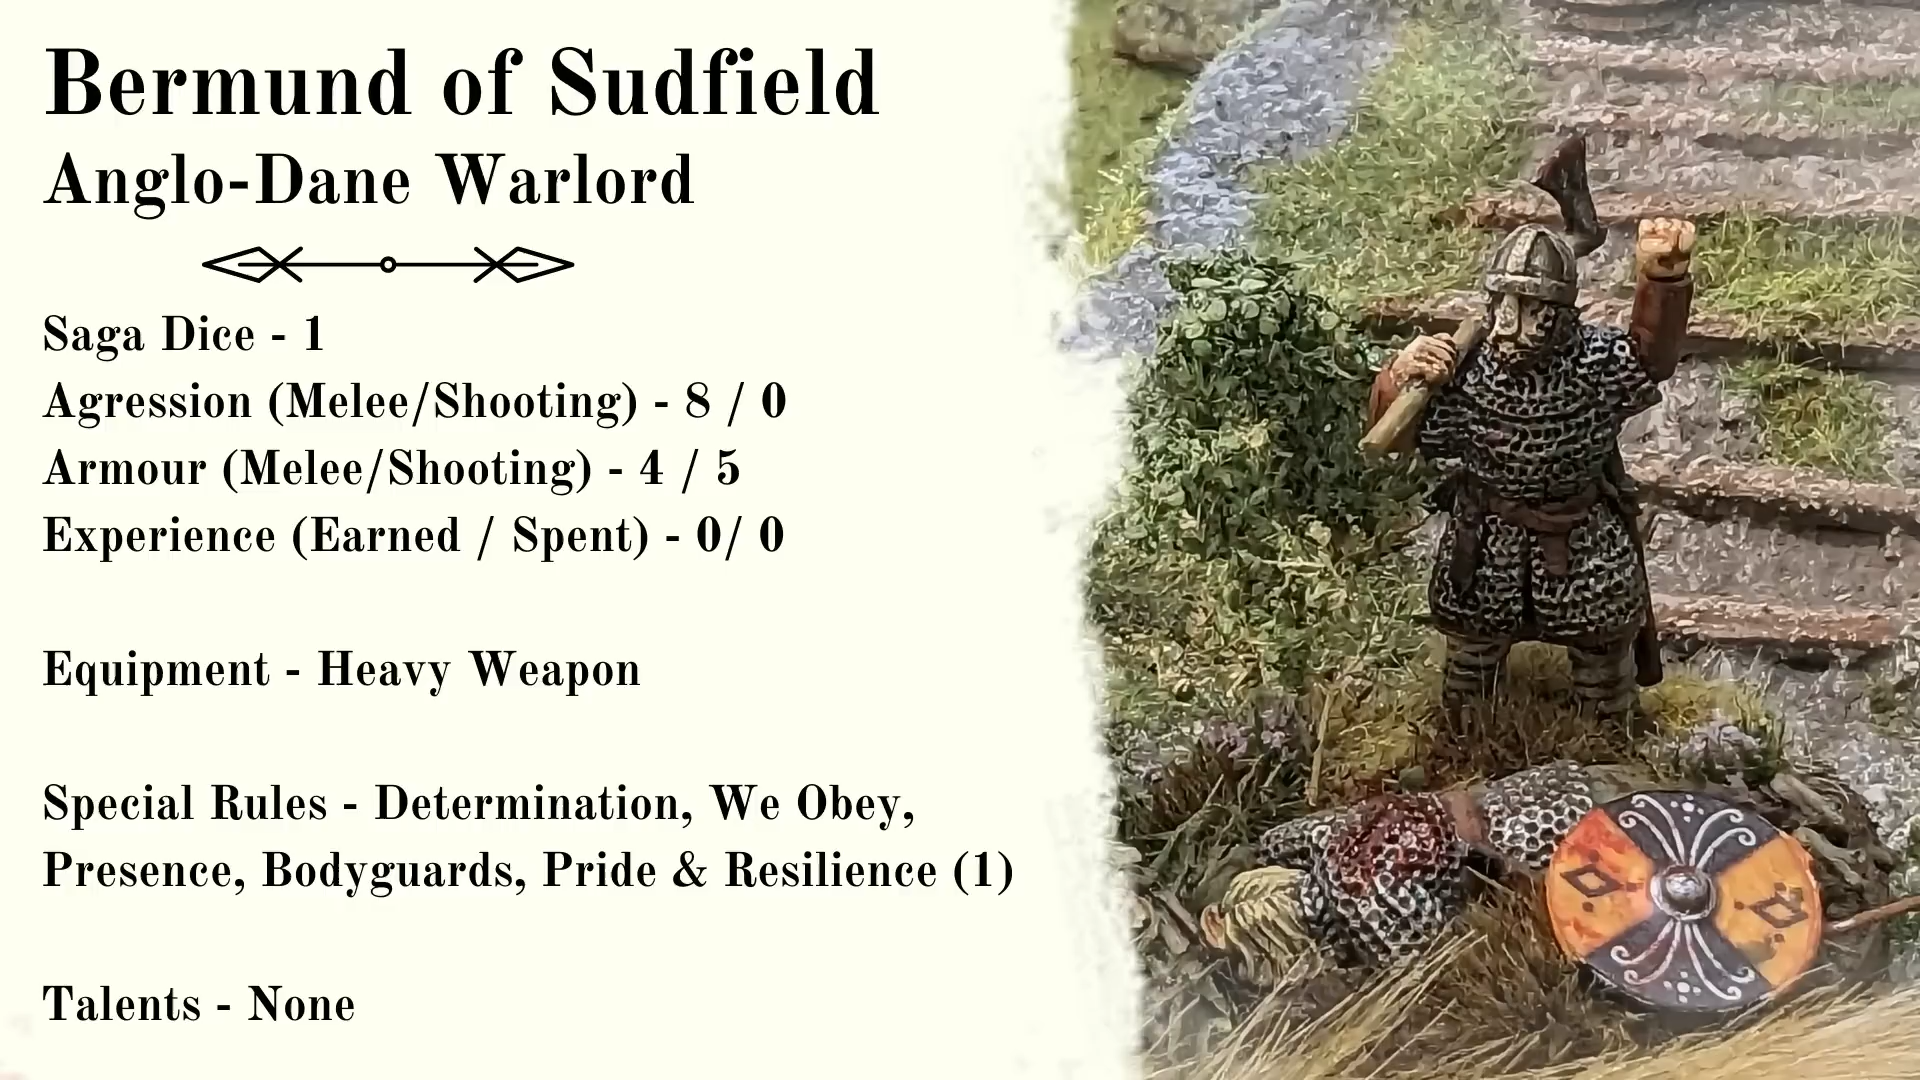 Bermund of Sudfield
Anglo-Dane Warlord
Saga Dice - 1
Agression (Melee/Shooting) - 8 / 0
Armour (Melee/Shooting) - 4 / 5
Experience (Earned / Spent) - 0/ 0
Equipment - Heavy Weapon
Special Rules - Determination, We Obey,
Presence, Bodyguards, Pride & Resilience (1)
Talents - None